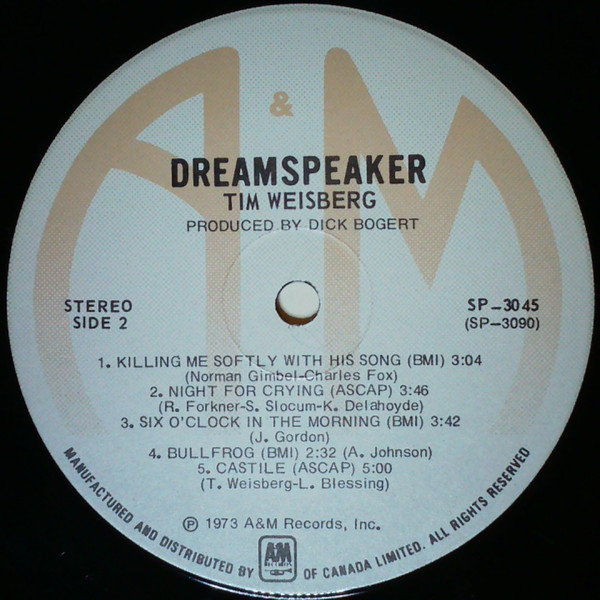 A&M
DREAMSPEAKER
TIM WEISBERG
PRODUCED BY DICK BOGERT
STEREO
SIDE 2
SP-3045
(SP-3090)
1. KILLING ME SOFTLY WITH HIS SONG (BMI) 3:04
(Norman Gimbel-Charles Fox)
2. NIGHT FOR CRYING (ASCAP) 3:46
(R. Forkner-S. Slocum-K. Delahoyde)
3. SIX O'CLOCK IN THE MORNING (BMI) 3:42
(J. Gordon)
4. BULLFROG (BMI) 2:32 (A. Johnson)
5. CASTILE (ASCAP) 5:00
(T. Weisberg-L. Blessing)
℗ 1973 A&M Records, Inc.
MANUFACTURED AND DISTRIBUTED BY A&M RECORDS OF CANADA LIMITED. ALL RIGHTS RESERVED